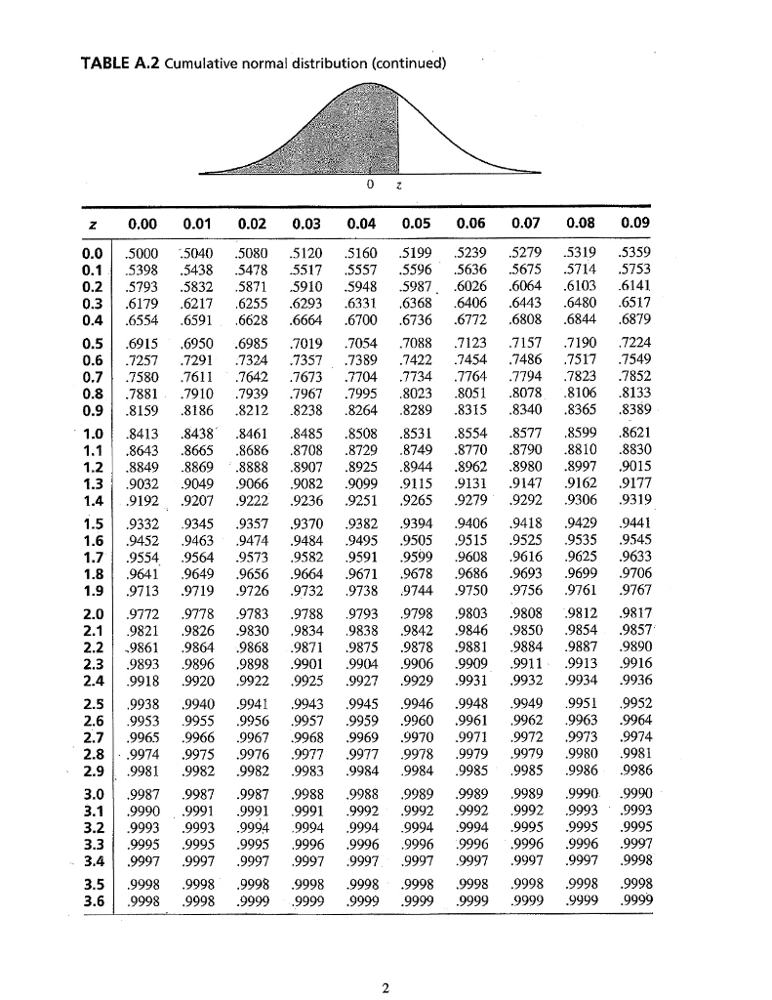 TABLE A.2 Cumulative normal distribution (continued)
0 z
z 0.00 0.01 0.02 0.03 0.04 0.05 0.06 0.07 0.08 0.09
0.0 .5000 .5040 .5080 .5120 .5160 .5199 .5239 .5279 .5319 .5359
0.1 .5398 .5438 .5478 .5517 .5557 .5596 .5636 .5675 .5714 .5753
0.2 .5793 .5832 .5871 .5910 .5948 .5987 .6026 .6064 .6103 .6141
0.3 .6179 .6217 .6255 .6293 .6331 .6368 .6406 .6443 .6480 .6517
0.4 .6554 .6591 .6628 .6664 .6700 .6736 .6772 .6808 .6844 .6879
0.5 .6915 .6950 .6985 .7019 .7054 .7088 .7123 .7157 .7190 .7224
0.6 .7257 .7291 .7324 .7357 .7389 .7422 .7454 .7486 .7517 .7549
0.7 .7580 .7611 .7642 .7673 .7704 .7734 .7764 .7794 .7823 .7852
0.8 .7881 .7910 .7939 .7967 .7995 .8023 .8051 .8078 .8106 .8133
0.9 .8159 .8186 .8212 .8238 .8264 .8289 .8315 .8340 .8365 .8389
1.0 .8413 .8438 .8461 .8485 .8508 .8531 .8554 .8577 .8599 .8621
1.1 .8643 .8665 .8686 .8708 .8729 .8749 .8770 .8790 .8810 .8830
1.2 .8849 .8869 .8888 .8907 .8925 .8944 .8962 .8980 .8997 .9015
1.3 .9032 .9049 .9066 .9082 .9099 .9115 .9131 .9147 .9162 .9177
1.4 .9192 .9207 .9222 .9236 .9251 .9265 .9279 .9292 .9306 .9319
1.5 .9332 .9345 .9357 .9370 .9382 .9394 .9406 .9418 .9429 .9441
1.6 .9452 .9463 .9474 .9484 .9495 .9505 .9515 .9525 .9535 .9545
1.7 .9554 .9564 .9573 .9582 .9591 .9599 .9608 .9616 .9625 .9633
1.8 .9641 .9649 .9656 .9664 .9671 .9678 .9686 .9693 .9699 .9706
1.9 .9713 .9719 .9726 .9732 .9738 .9744 .9750 .9756 .9761 .9767
2.0 .9772 .9778 .9783 .9788 .9793 .9798 .9803 .9808 .9812 .9817
2.1 .9821 .9826 .9830 .9834 .9838 .9842 .9846 .9850 .9854 .9857
2.2 .9861 .9864 .9868 .9871 .9875 .9878 .9881 .9884 .9887 .9890
2.3 .9893 .9896 .9898 .9901 .9904 .9906 .9909 .9911 .9913 .9916
2.4 .9918 .9920 .9922 .9925 .9927 .9929 .9931 .9932 .9934 .9936
2.5 .9938 .9940 .9941 .9943 .9945 .9946 .9948 .9949 .9951 .9952
2.6 .9953 .9955 .9956 .9957 .9959 .9960 .9961 .9962 .9963 .9964
2.7 .9965 .9966 .9967 .9968 .9969 .9970 .9971 .9972 .9973 .9974
2.8 .9974 .9975 .9976 .9977 .9977 .9978 .9979 .9979 .9980 .9981
2.9 .9981 .9982 .9982 .9983 .9984 .9984 .9985 .9985 .9986 .9986
3.0 .9987 .9987 .9987 .9988 .9988 .9989 .9989 .9989 .9990 .9990
3.1 .9990 .9991 .9991 .9991 .9992 .9992 .9992 .9992 .9993 .9993
3.2 .9993 .9993 .9994 .9994 .9994 .9994 .9994 .9995 .9995 .9995
3.3 .9995 .9995 .9995 .9996 .9996 .9996 .9996 .9996 .9996 .9997
3.4 .9997 .9997 .9997 .9997 .9997 .9997 .9997 .9997 .9997 .9998
3.5 .9998 .9998 .9998 .9998 .9998 .9998 .9998 .9998 .9998 .9998
3.6 .9998 .9998 .9999 .9999 .9999 .9999 .9999 .9999 .9999 .9999
2